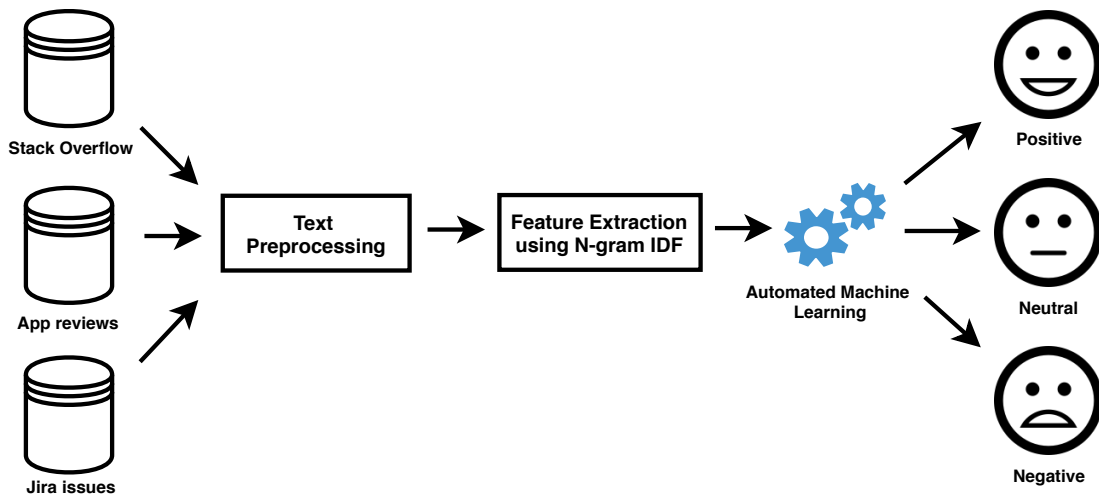 Stack Overflow
App reviews
Jira issues
Text
Preprocessing
Feature Extraction
using N-gram IDF
Automated Machine
Learning
Positive
Neutral
Negative